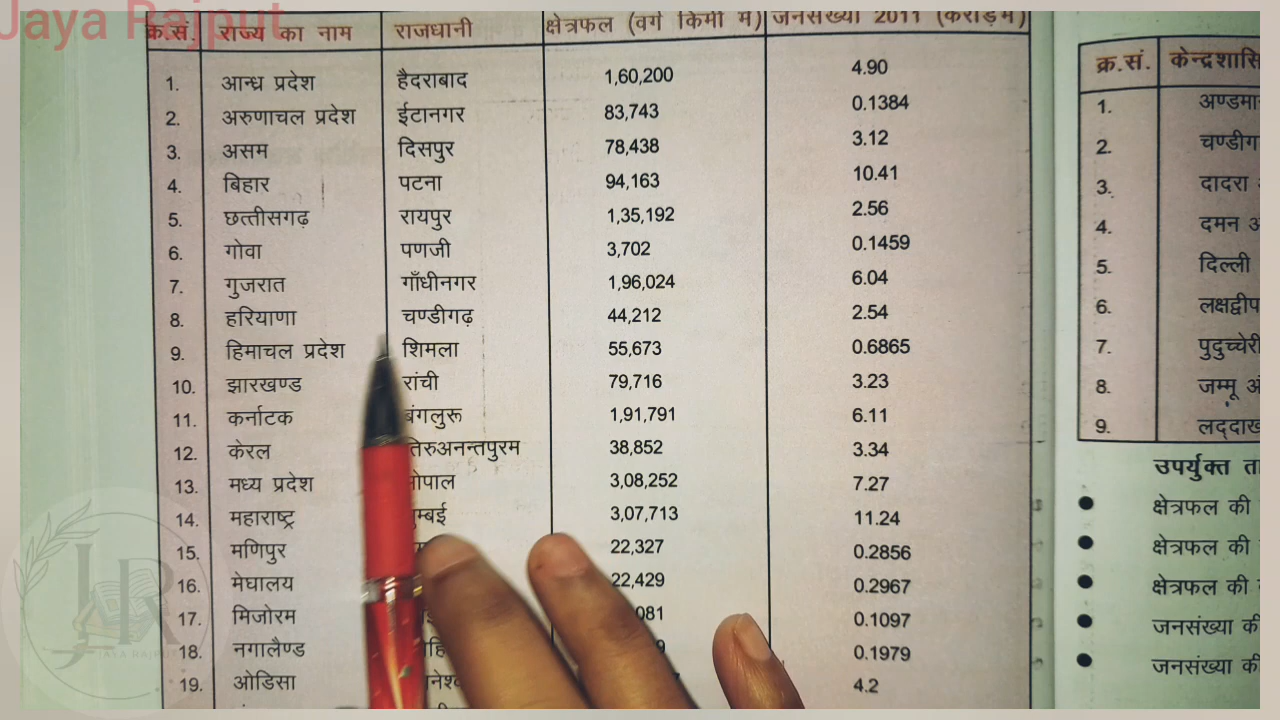 Jaya Rajput
क्र.सं. राज्य का नाम राजधानी क्षेत्रफल (वर्ग किमी में) जनसंख्या 2011 (करोड़ में)
1. आन्ध्र प्रदेश हैदराबाद 1,60,200 4.90
2. अरुणाचल प्रदेश ईटानगर 83,743 0.1384
3. असम दिसपुर 78,438 3.12
4. बिहार पटना 94,163 10.41
5. छत्तीसगढ़ रायपुर 1,35,192 2.56
6. गोवा पणजी 3,702 0.1459
7. गुजरात गाँधीनगर 1,96,024 6.04
8. हरियाणा चण्डीगढ़ 44,212 2.54
9. हिमाचल प्रदेश शिमला 55,673 0.6865
10. झारखण्ड रांची 79,716 3.23
11. कर्नाटक बंगलुरू 1,91,791 6.11
12. केरल तिरुअनन्तपुरम 38,852 3.34
13. मध्य प्रदेश भोपाल 3,08,252 7.27
14. महाराष्ट्र मुम्बई 3,07,713 11.24
15. मणिपुर 22,327 0.2856
16. मेघालय 22,429 0.2967
17. मिजोरम 0.1097
18. नगालैण्ड 0.1979
19. ओडिसा 4.2
क्र.सं.
1.
2.
3. दादरा
4. दमन
5. दिल्ली
6.
7.
8. जम्मू
9.
उपर्युक्त
क्षेत्रफल की
क्षेत्रफल की
क्षेत्रफल की
जनसंख्या की
जनसंख्या की
JR
JAYA RAJPUT